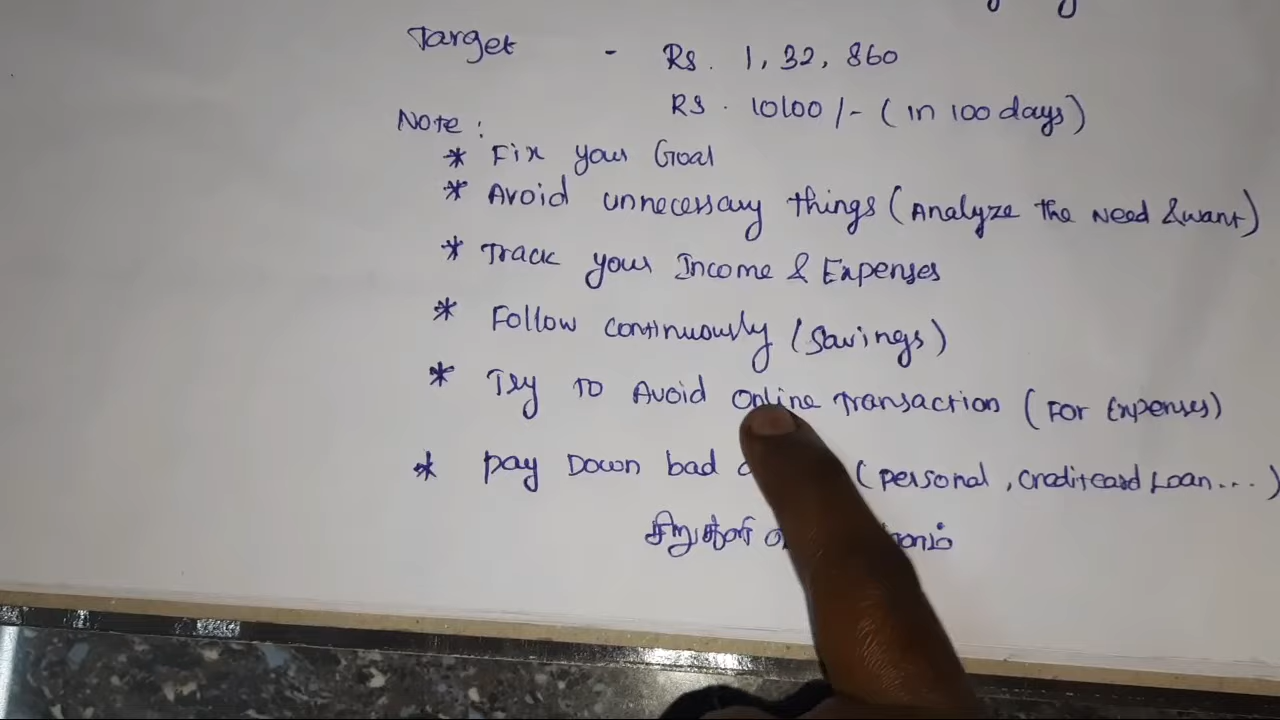 Target - Rs. 1,32,860
Rs. 10100/- (in 100 days)
Note:
* Fix your Goal
* Avoid unnecessary things (Analyze the Need & want)
* Track your Income & Expenses
* Follow continuously (Savings)
* Try To Avoid Online Transaction (For Expenses)
* Pay Down bad (Personal, Creditcard Loan...)
சிறுதுளி